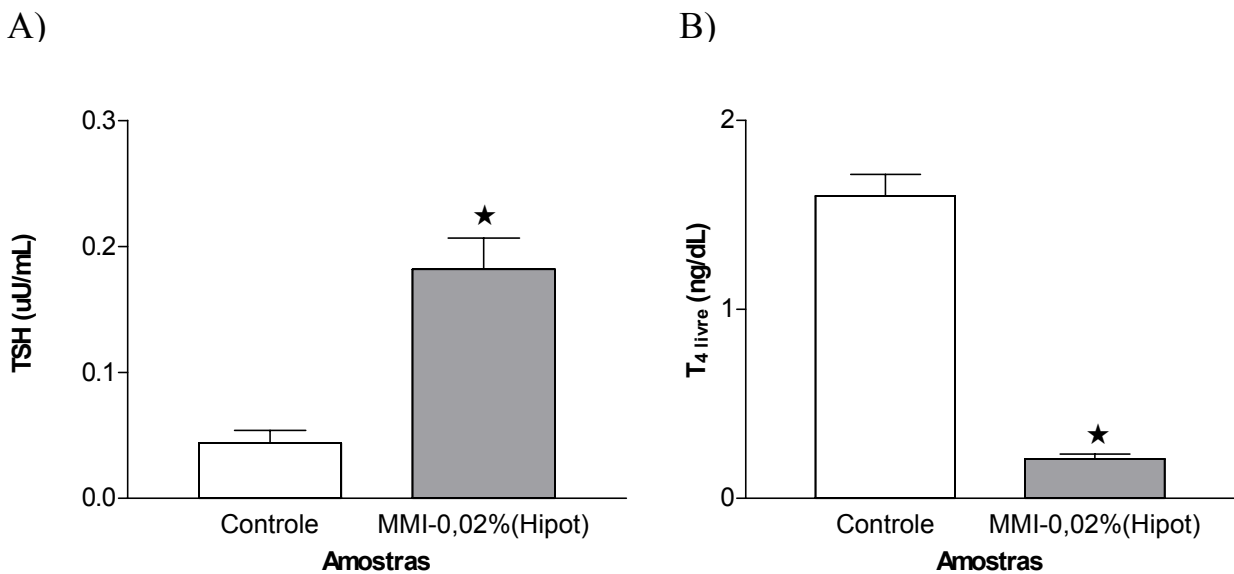 A)
B)
0.3
0.2
0.1
0.0
TSH (uU/mL)
★
Controle
MMI-0,02%(Hipot)
Amostras
2
1
0
T4 livre (ng/dL)
★
Controle
MMI-0,02%(Hipot)
Amostras